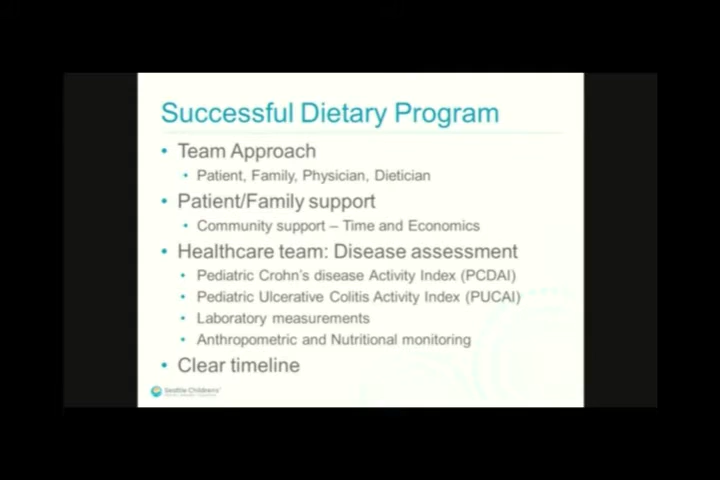 Successful Dietary Program
• Team Approach
• Patient, Family, Physician, Dietician
• Patient/Family support
• Community support – Time and Economics
• Healthcare team: Disease assessment
• Pediatric Crohn's disease Activity Index (PCDAI)
• Pediatric Ulcerative Colitis Activity Index (PUCAI)
• Laboratory measurements
• Anthropometric and Nutritional monitoring
• Clear timeline
Seattle Children's